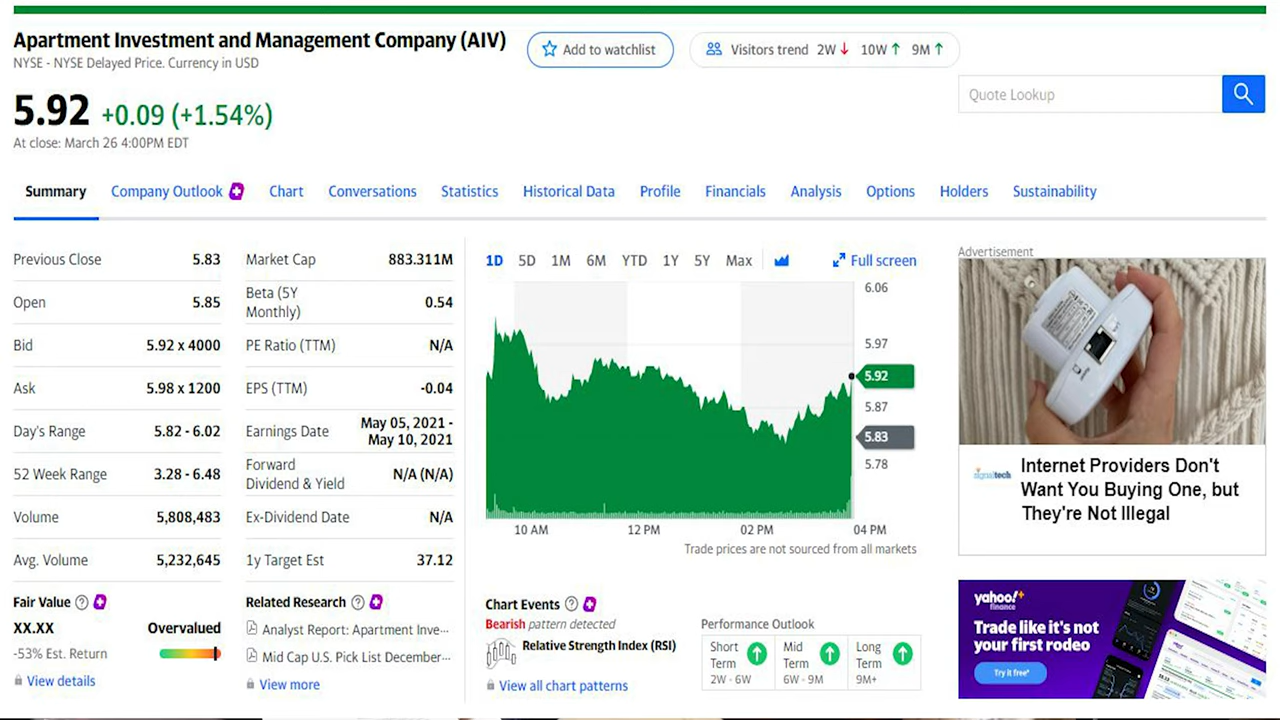 Apartment Investment and Management Company (AIV)
Add to watchlist
Visitors trend 2W 10W 9M
NYSE - NYSE Delayed Price. Currency in USD
Quote Lookup
5.92 +0.09 (+1.54%)
At close: March 26 4:00PM EDT
Summary Company Outlook Chart Conversations Statistics Historical Data Profile Financials Analysis Options Holders Sustainability
Previous Close 5.83
Open 5.85
Bid 5.92 x 4000
Ask 5.98 x 1200
Day's Range 5.82 - 6.02
52 Week Range 3.28 - 6.48
Volume 5,808,483
Avg. Volume 5,232,645
Fair Value
XX.XX Overvalued
-53% Est. Return
View details
Market Cap 883.311M
Beta (5Y
Monthly) 0.54
PE Ratio (TTM) N/A
EPS (TTM) -0.04
Earnings Date May 05, 2021 -
May 10, 2021
Forward
Dividend & Yield N/A (N/A)
Ex-Dividend Date N/A
1y Target Est 37.12
Related Research
Analyst Report: Apartment Inve...
Mid Cap U.S. Pick List December...
View more
1D 5D 1M 6M YTD 1Y 5Y Max Full screen
6.06
5.97
5.92
5.87
5.83
5.78
10 AM 12 PM 02 PM 04 PM
Trade prices are not sourced from all markets
Chart Events
Bearish pattern detected
Relative Strength Index (RSI)
View all chart patterns
Performance Outlook
Short
Term
2W - 6W
Mid
Term
6W - 9M
Long
Term
9M+
Advertisement
signaltech
Internet Providers Don't
Want You Buying One, but
They're Not Illegal
yahoo!+
finance
Trade like it's not
your first rodeo
Try it free*